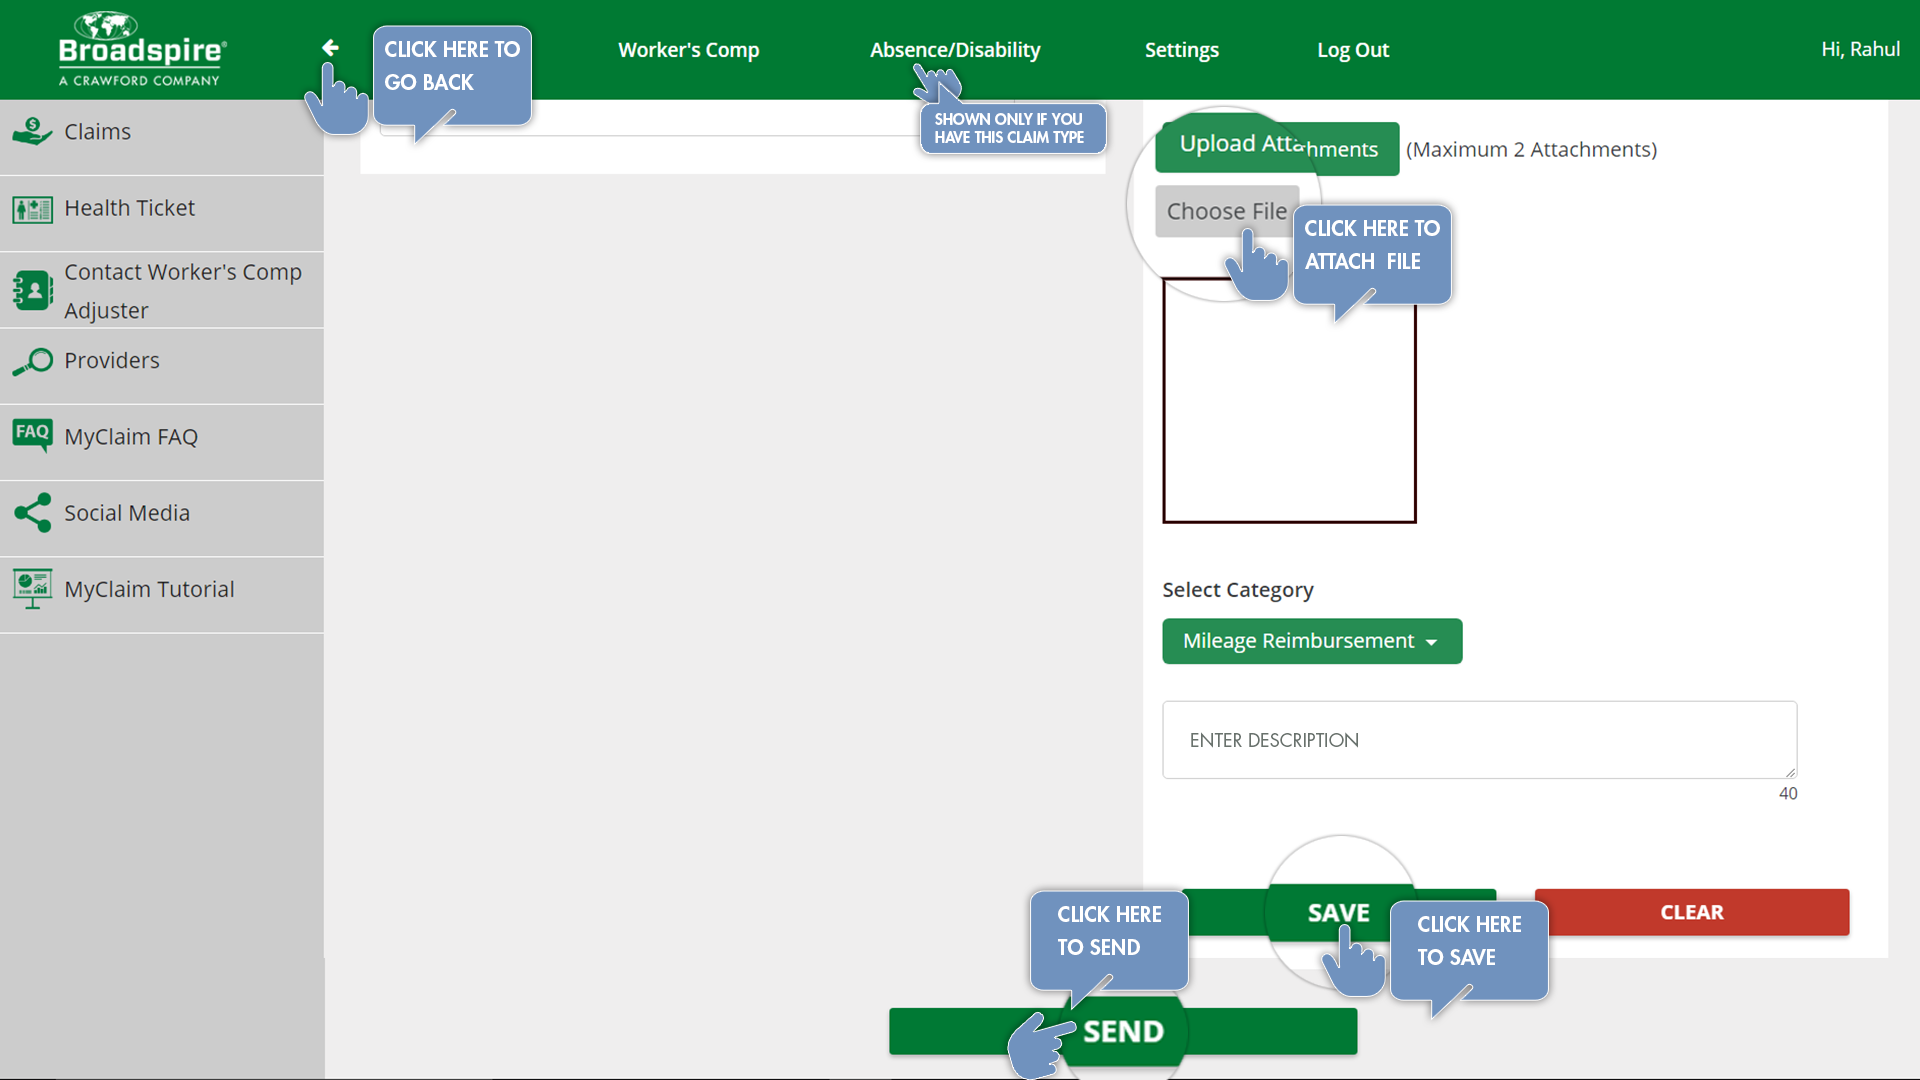 Broadspire®
A CRAWFORD COMPANY
CLICK HERE TO
GO BACK
Worker's Comp
Absence/Disability
Settings
Log Out
Hi, Rahul
SHOWN ONLY IF YOU
HAVE THIS CLAIM TYPE
Claims
Health Ticket
Contact Worker's Comp
Adjuster
Providers
FAQ
MyClaim FAQ
Social Media
MyClaim Tutorial
Upload Attachments
(Maximum 2 Attachments)
Choose File
CLICK HERE TO
ATTACH FILE
Select Category
Mileage Reimbursement
ENTER DESCRIPTION
40
SAVE
CLEAR
CLICK HERE
TO SEND
CLICK HERE
TO SAVE
SEND